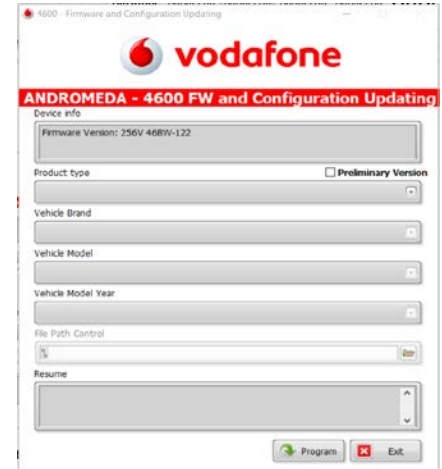 4600 - Firmware and Configuration Updating
vodafone
ANDROMEDA - 4600 FW and Configuration Updating
Device info
Firmware Version: 256V 46BW-122
Product type
Preliminary Version
Vehicle Brand
Vehicle Model
Vehicle Model Year
File Path Control
Resume
Program
Exit